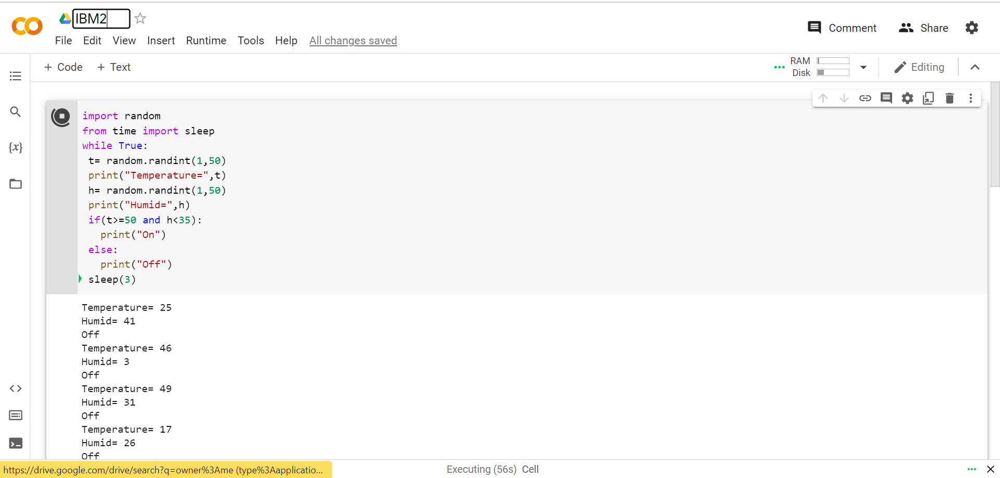 IBM2
File Edit View Insert Runtime Tools Help All changes saved
Comment Share
+ Code + Text
RAM
Disk
Editing
{x}
import random
from time import sleep
while True:
t= random.randint(1,50)
print("Temperature=",t)
h= random.randint(1,50)
print("Humid=",h)
if(t>=50 and h<35):
print("On")
else:
print("Off")
sleep(3)
Temperature= 25
Humid= 41
Off
Temperature= 46
Humid= 3
Off
Temperature= 49
Humid= 31
Off
Temperature= 17
Humid= 26
Off
https://drive.google.com/drive/search?q=owner%3Ame (type%3Aapplicatio...
Executing (56s) Cell